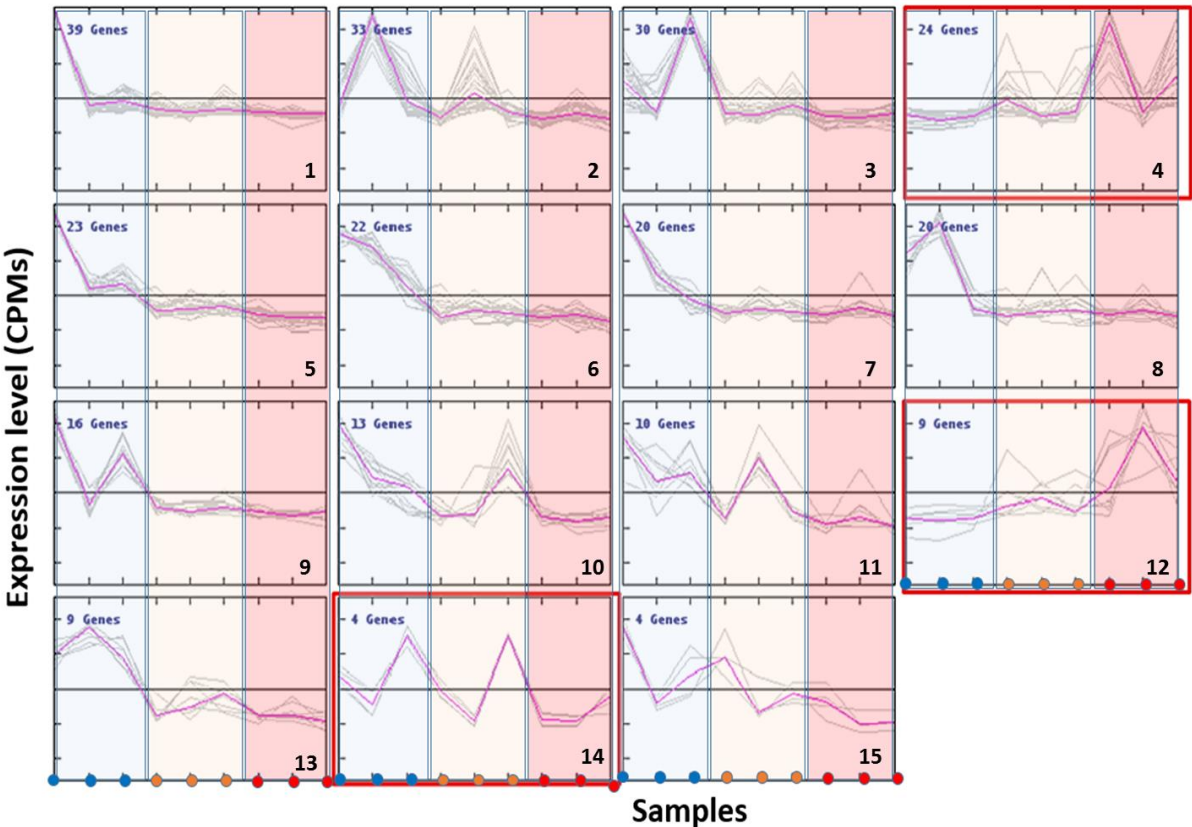 39 Genes
33 Genes
30 Genes
24 Genes
1
2
3
4
23 Genes
22 Genes
20 Genes
20 Genes
5
6
7
8
16 Genes
13 Genes
10 Genes
9 Genes
9
10
11
12
9 Genes
4 Genes
4 Genes
13
14
15
Expression level (CPMs)
Samples